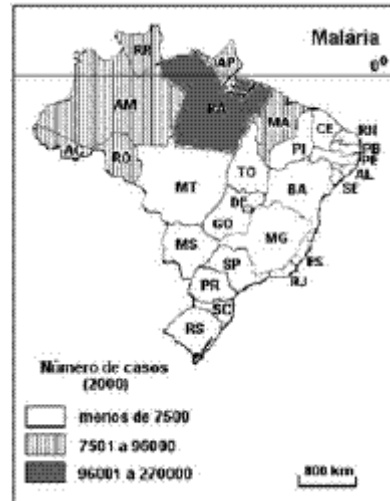 Malária
0º
RR
AP
AM
PA
MA
CE
RN
PB
PE
AL
SE
PI
AC
RO
TO
MT
BA
DF
GO
MG
ES
MS
SP
RJ
PR
SC
RS
Número de casos
(2000)
menos de 7500
7501 a 96000
96001 a 270000
800 km